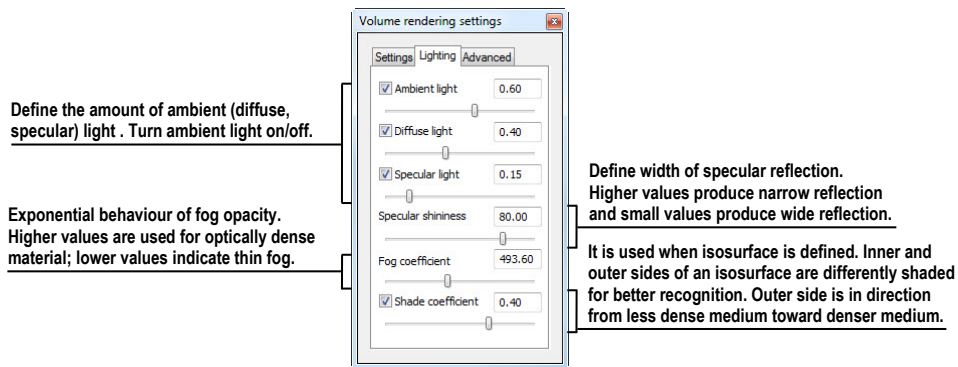 Volume rendering settings
Settings Lighting Advanced
Ambient light 0.60
Diffuse light 0.40
Specular light 0.15
Specular shininess 80.00
Fog coefficient 493.60
Shade coefficient 0.40
Define the amount of ambient (diffuse,
specular) light . Turn ambient light on/off.
Exponential behaviour of fog opacity.
Higher values are used for optically dense
material; lower values indicate thin fog.
Define width of specular reflection.
Higher values produce narrow reflection
and small values produce wide reflection.
It is used when isosurface is defined. Inner and
outer sides of an isosurface are differently shaded
for better recognition. Outer side is in direction
from less dense medium toward denser medium.